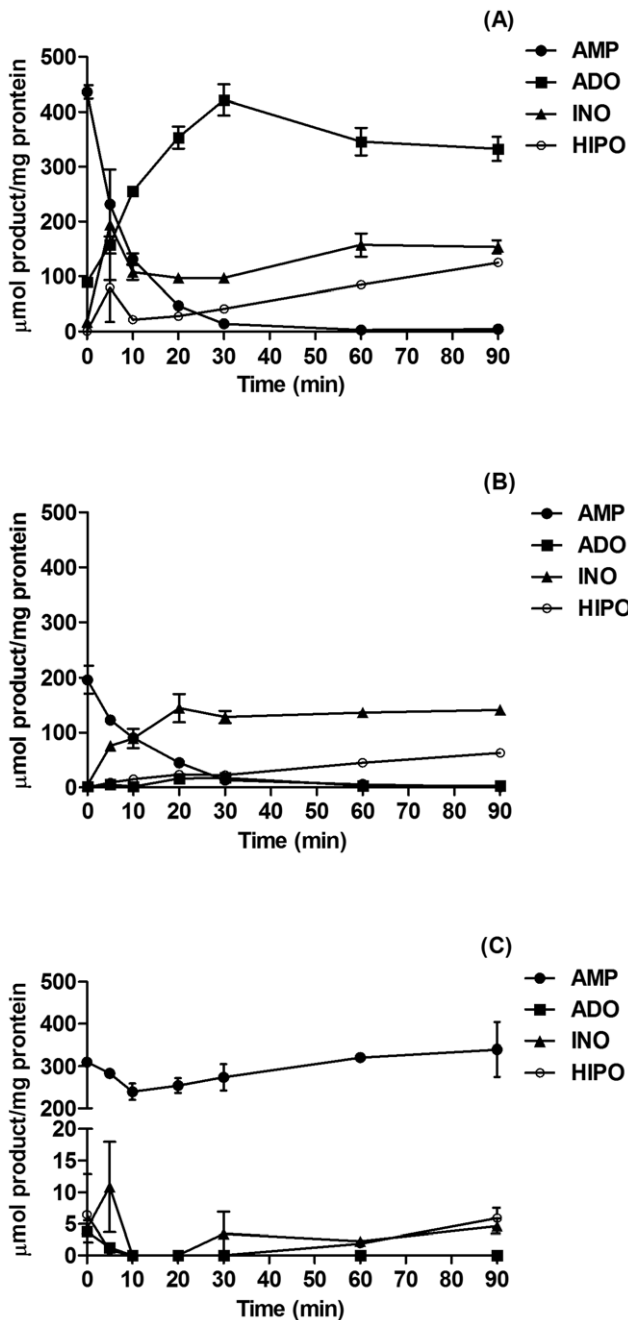 (A)
AMP
ADO
INO
HIPO
μmol product/mg prontein
500
400
300
200
100
0
0 10 20 30 40 50 60 70 80 90
Time (min)
(B)
AMP
ADO
INO
HIPO
μmol product/mg prontein
500
400
300
200
100
0
0 10 20 30 40 50 60 70 80 90
Time (min)
(C)
AMP
ADO
INO
HIPO
μmol product/mg prontein
500
400
300
200
20
15
10
5
0
0 10 20 30 40 50 60 70 80 90
Time (min)